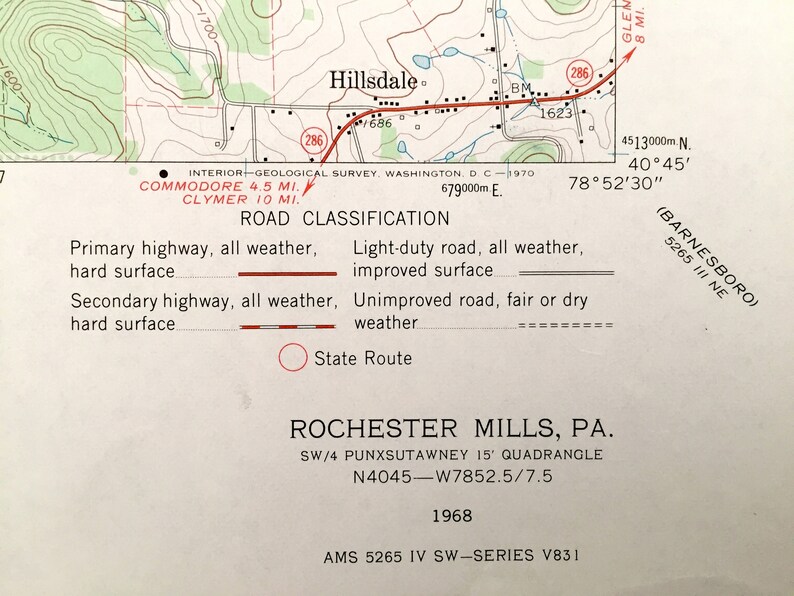 1700
1600
GLEN
8 MI.
Hillsdale
286
BM
1623
1686
286
4513000m. N.
40°45'
7
INTERIOR—GEOLOGICAL SURVEY, WASHINGTON, D. C.—1970
COMMODORE 4.5 MI.
CLYMER 10 MI.
679000m. E.
78°52'30"
(BARNESBORO)
5265 III NE
ROAD CLASSIFICATION
Primary highway, all weather,
hard surface
Light-duty road, all weather,
improved surface
Secondary highway, all weather,
hard surface
Unimproved road, fair or dry
weather
State Route
ROCHESTER MILLS, PA.
SW/4 PUNXSUTAWNEY 15' QUADRANGLE
N4045—W7852.5/7.5
1968
AMS 5265 IV SW—SERIES V831